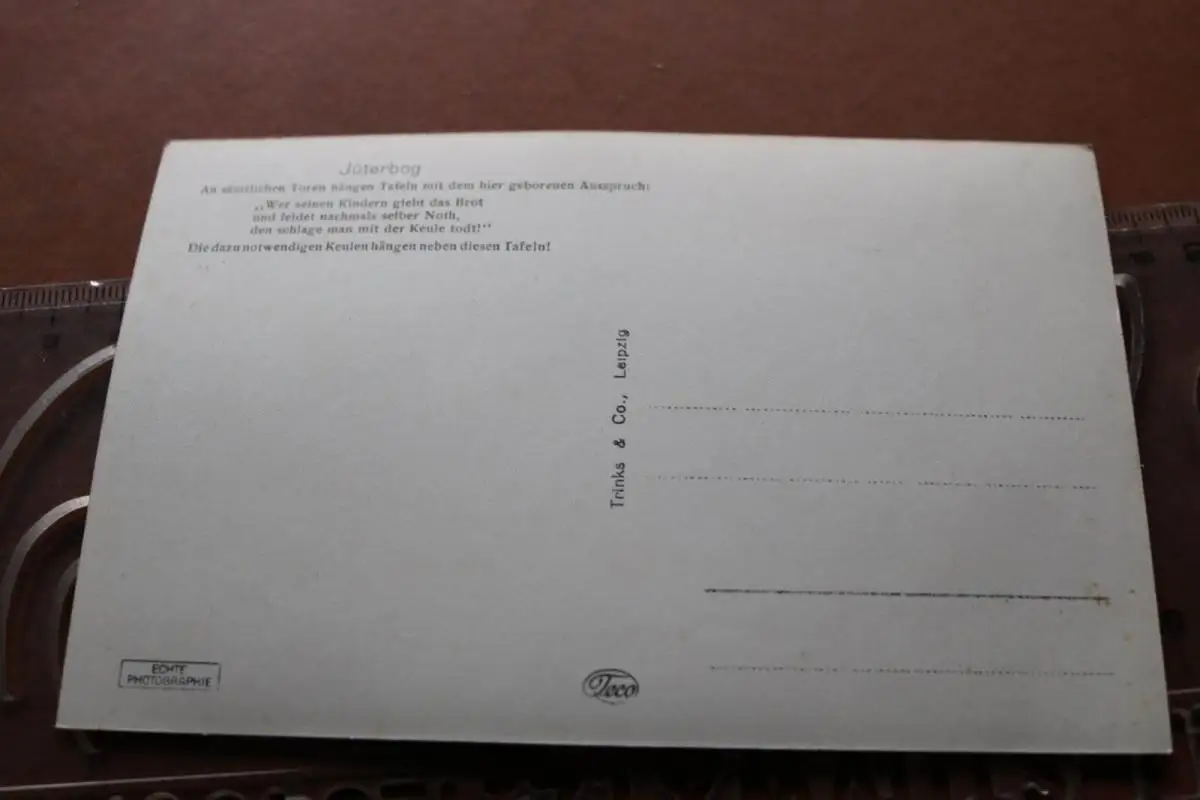 Jüterbog
An sämtlichen Toren hängen Tafeln mit dem hier geborenen Ausspruch:
„Wer seinen Kindern giebt das Brot
und leidet nachmals selber Noth,
den schlage man mit der Keule todt!“
Die dazu notwendigen Keulen hängen neben diesen Tafeln!
Trinks & Co., Leipzig
ECHTE
PHOTOGRAPHIE
Teco